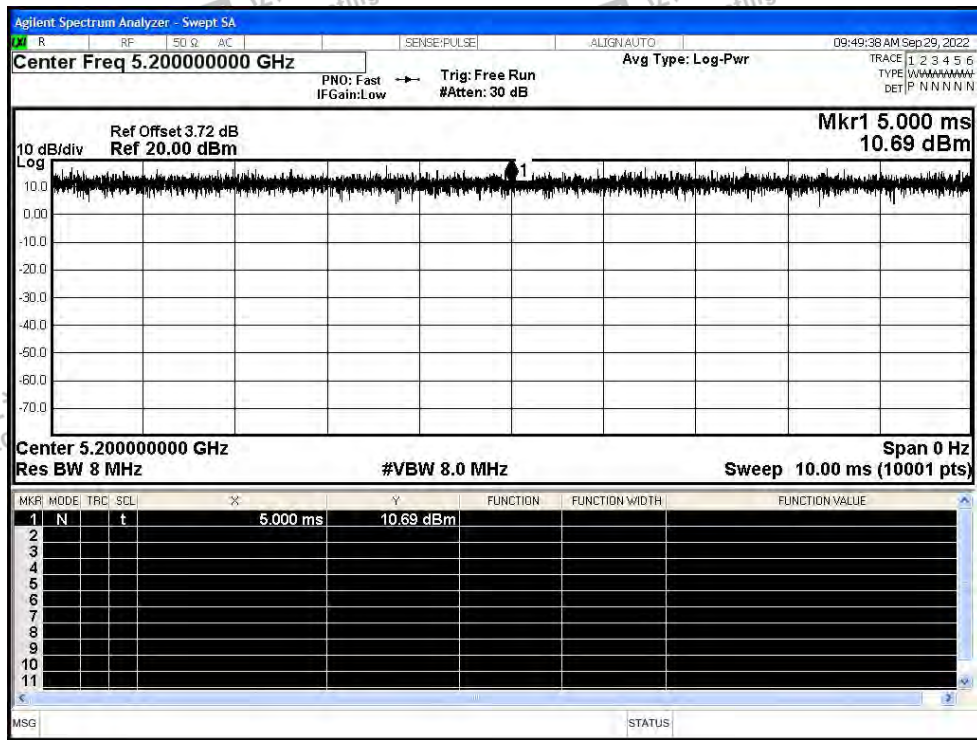 Agilent Spectrum Analyzer - Swept SA
LXI R RF 50 Ω AC SENSE:PULSE ALIGN AUTO 09:49:38 AM Sep 29, 2022
Center Freq 5.200000000 GHz
PNO: Fast
IFGain:Low
Trig: Free Run
#Atten: 30 dB
Avg Type: Log-Pwr
TRACE 1 2 3 4 5 6
TYPE WWWWWW
DET P N N N N N
Mkr1 5.000 ms
10.69 dBm
Ref Offset 3.72 dB
10 dB/div Ref 20.00 dBm
Log
1
10.0
0.00
-10.0
-20.0
-30.0
-40.0
-50.0
-60.0
-70.0
Center 5.200000000 GHz Span 0 Hz
Res BW 8 MHz #VBW 8.0 MHz Sweep 10.00 ms (10001 pts)
MKR MODE TRC SCL X Y FUNCTION FUNCTION WIDTH FUNCTION VALUE
1 N t 5.000 ms 10.69 dBm
2
3
4
5
6
7
8
9
10
11
MSG STATUS